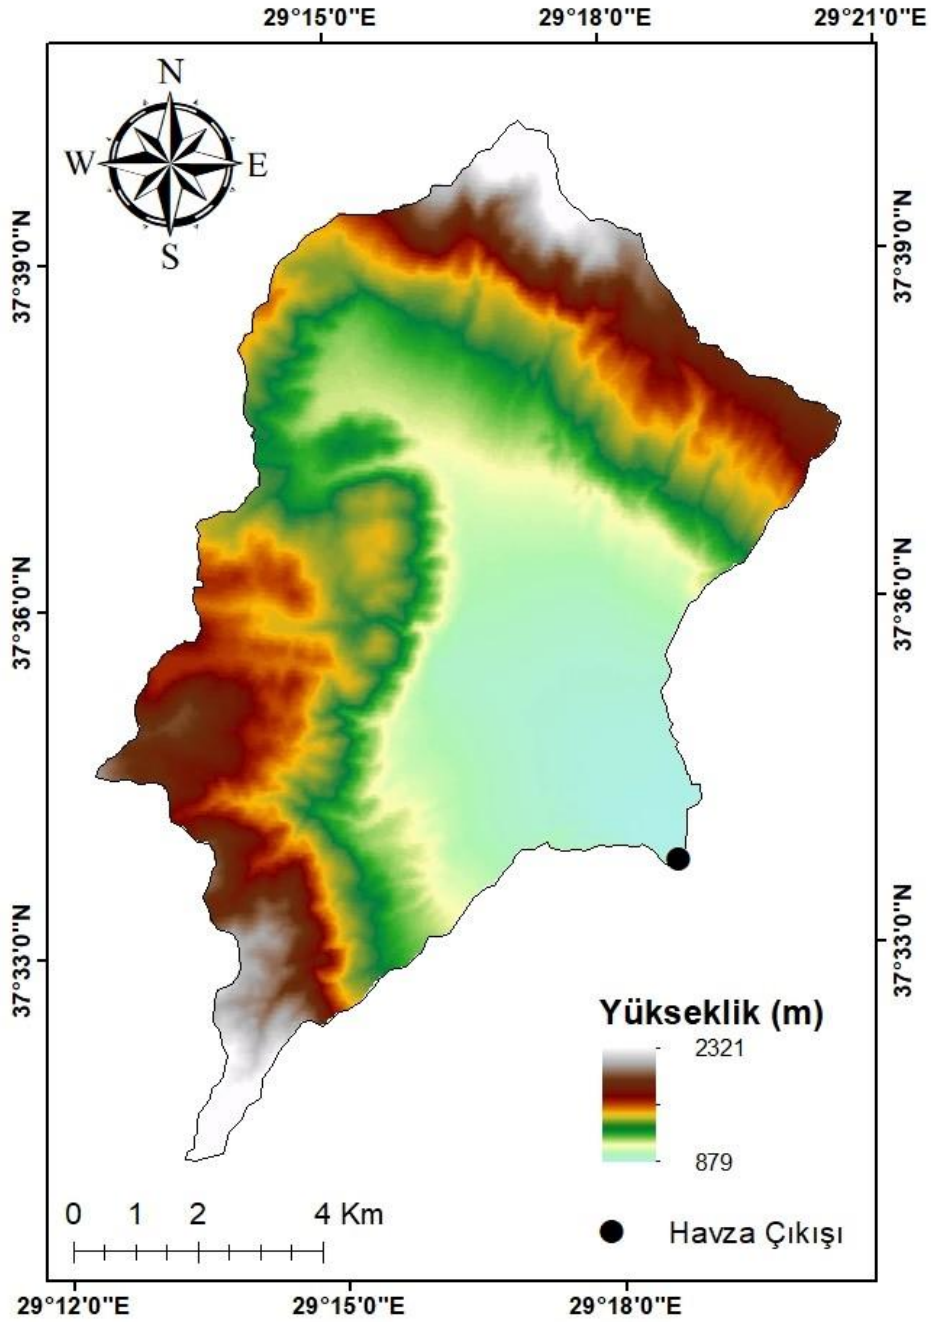 29°15'0"E 29°18'0"E 29°21'0"E
N
W E
S
37°39'0"N
37°39'0"N
37°36'0"N
37°36'0"N
37°33'0"N
37°33'0"N
Yükseklik (m)
2321
879
0 1 2 4 Km
Havza Çıkışı
29°12'0"E 29°15'0"E 29°18'0"E